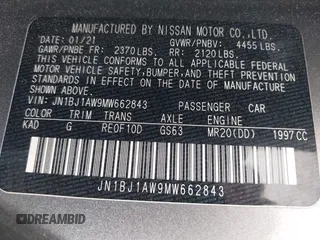 MANUFACTURED BY NISSAN MOTOR CO.,LTD.
DATE: 01/21 GVWR/PNBV: 4455 LBS
GAWR/PNBE FR: 2370LBS RR: 2120LBS
THIS VEHICLE CONFORMS TO ALL APPLICABLE FEDERAL
MOTOR VEHICLE SAFETY, BUMPER, AND THEFT
PREVENTION STANDARDS IN EFFECT ON THE DATE OF
MANUFACTURE SHOWN ABOVE.
VIN: JN1BJ1AW9MW662843 PASSENGER CAR
COLOR TRIM TRANS AXLE ENGINE
KAD G RE0F10D GS63 MR20(DD) 1997CC
JN1BJ1AW9MW662843
DREAMBID